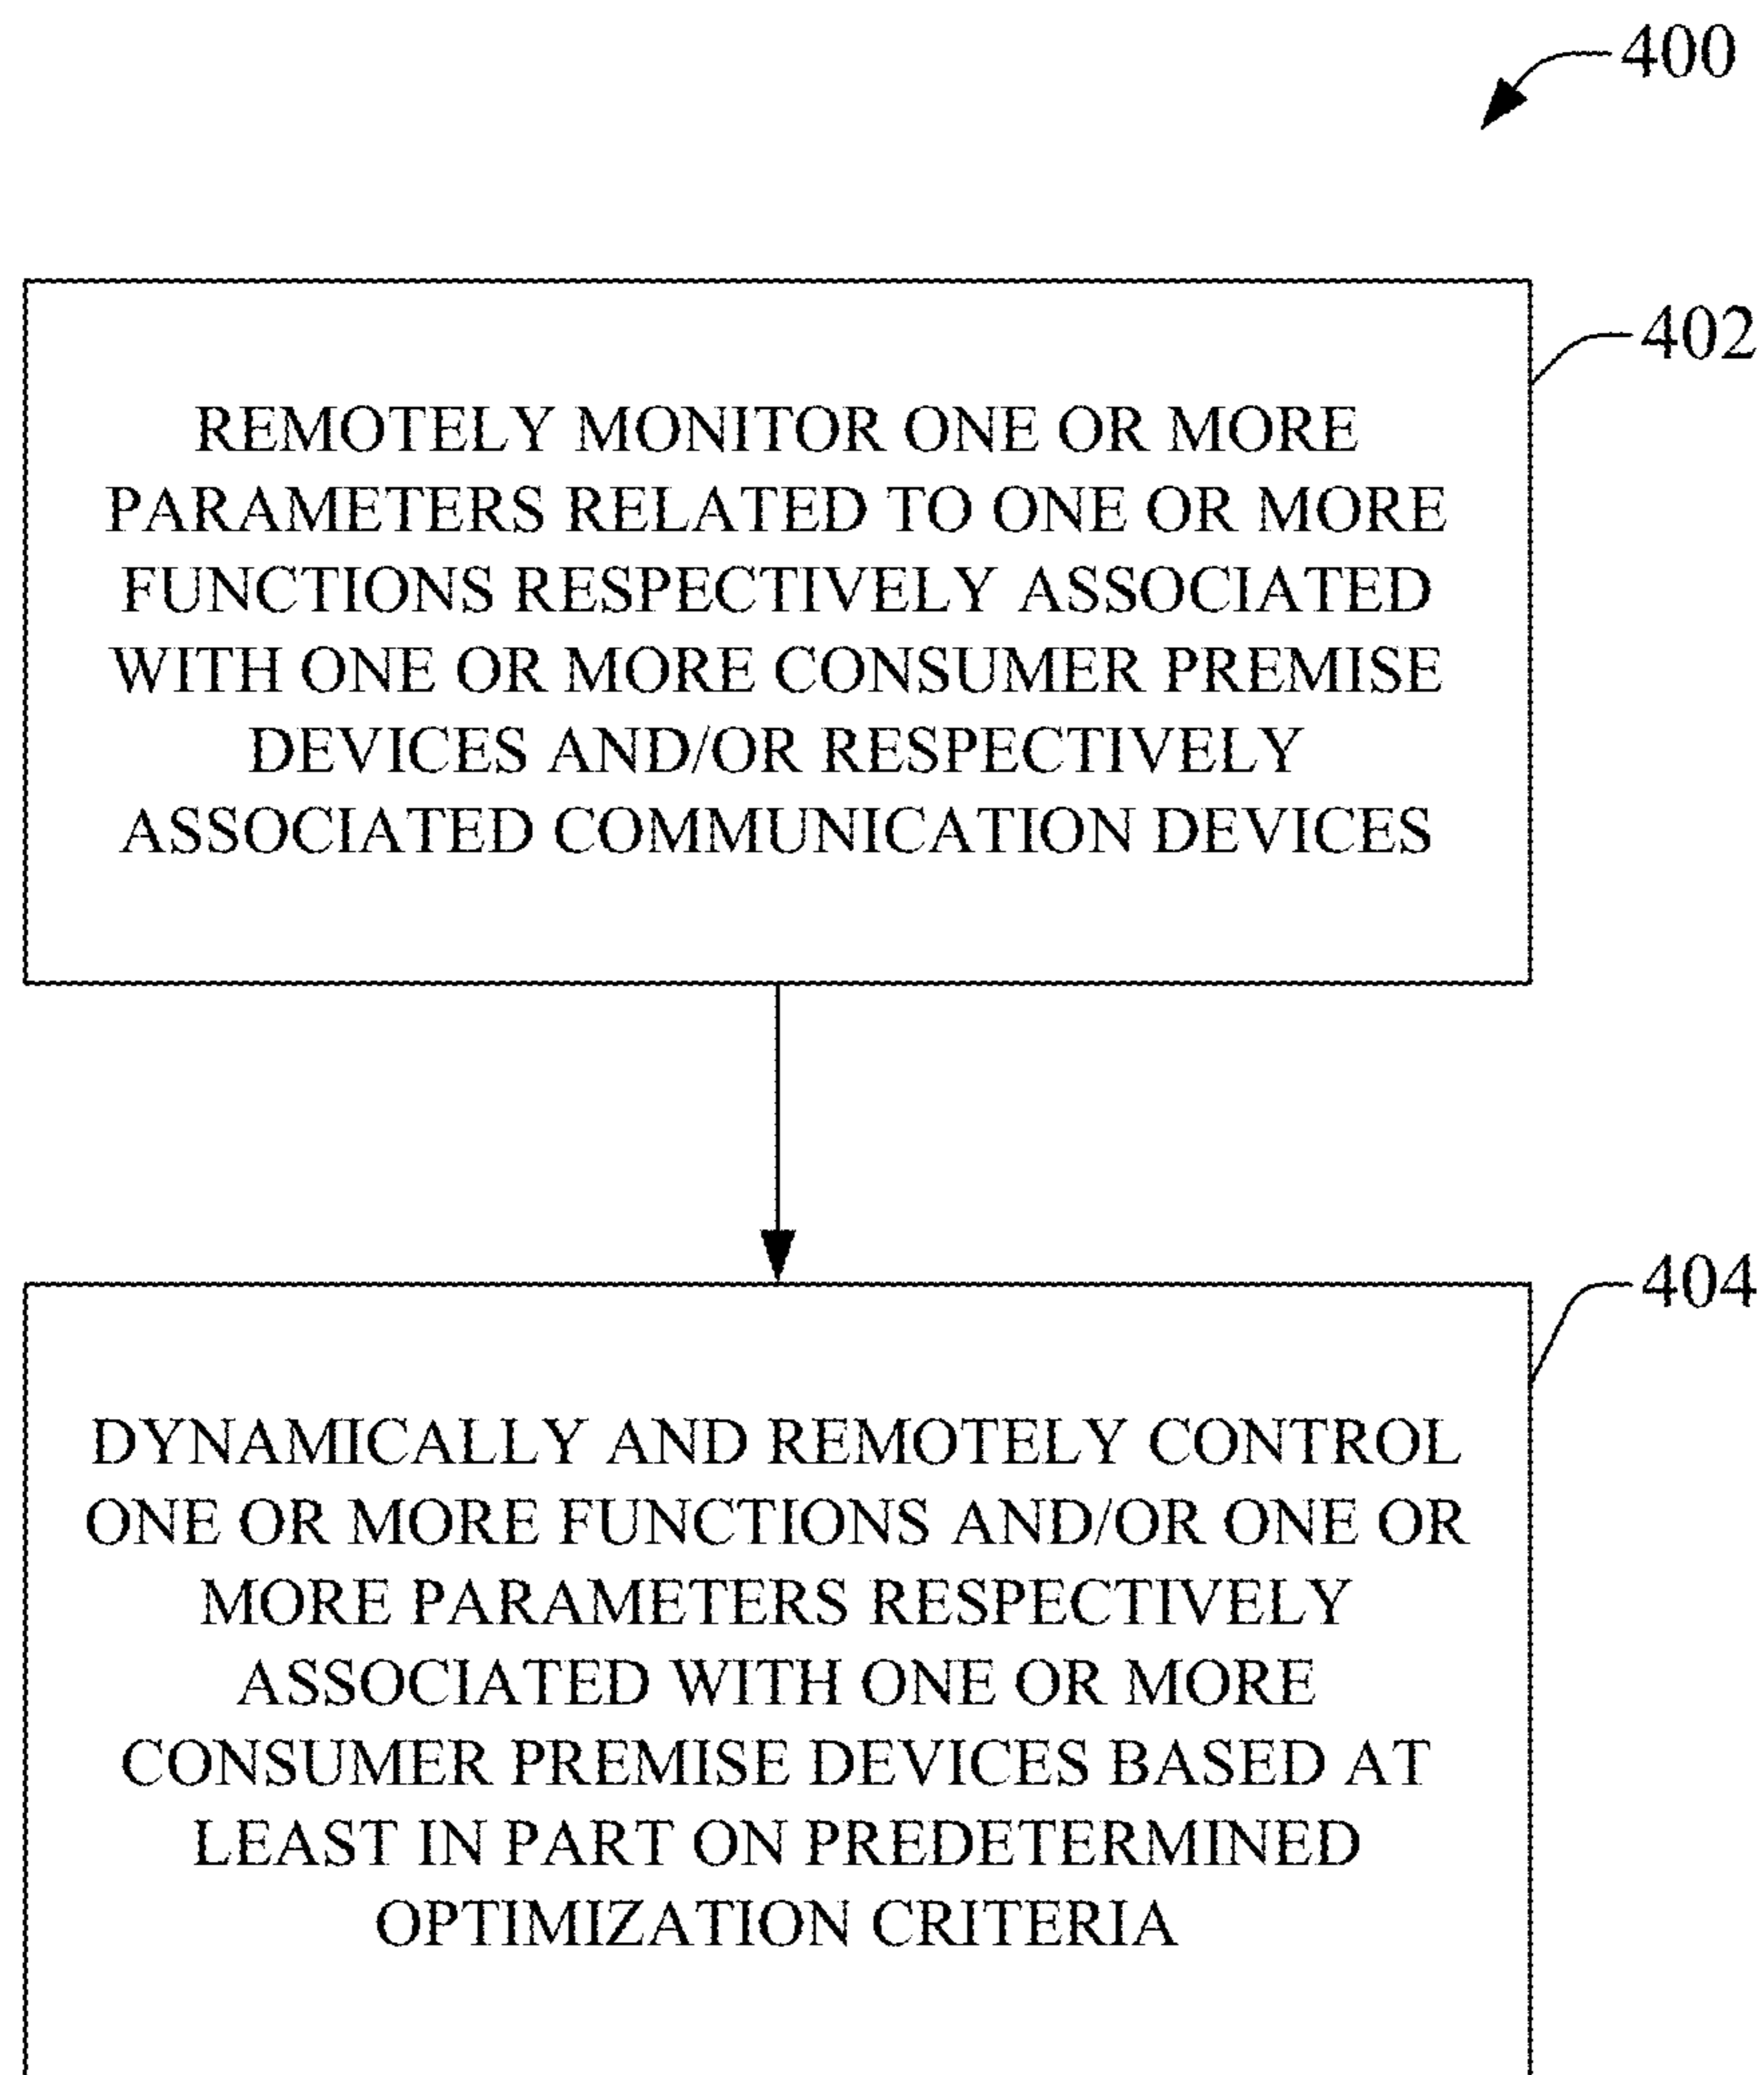 400
402
REMOTELY MONITOR ONE OR MORE
PARAMETERS RELATED TO ONE OR MORE
FUNCTIONS RESPECTIVELY ASSOCIATED
WITH ONE OR MORE CONSUMER PREMISE
DEVICES AND/OR RESPECTIVELY
ASSOCIATED COMMUNICATION DEVICES
404
DYNAMICALLY AND REMOTELY CONTROL
ONE OR MORE FUNCTIONS AND/OR ONE OR
MORE PARAMETERS RESPECTIVELY
ASSOCIATED WITH ONE OR MORE
CONSUMER PREMISE DEVICES BASED AT
LEAST IN PART ON PREDETERMINED
OPTIMIZATION CRITERIA